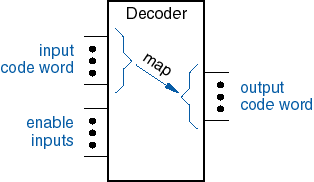 Decoder
input
code word
map
enable
inputs
output
code word